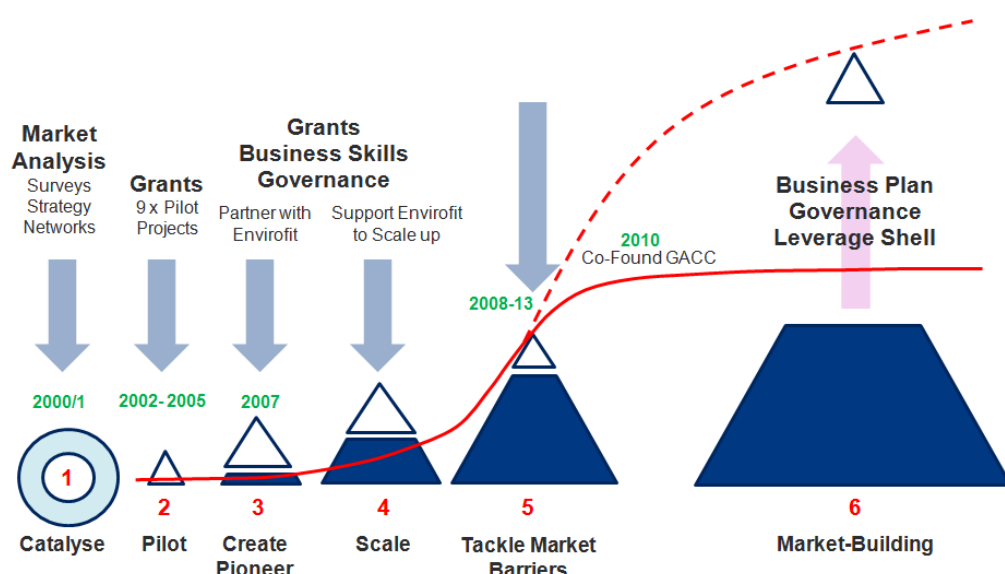 Market
Analysis
Surveys
Strategy
Networks
Grants
9 x Pilot
Projects
Grants
Business Skills
Governance
Partner with
Envirofit
Support Envirofit
to Scale up
2010
Co-Found GACC
Business Plan
Governance
Leverage Shell
2000/1
2002- 2005
2007
2008-13
1
2
3
4
5
6
Catalyse
Pilot
Create
Pioneer
Scale
Tackle Market
Barriers
Market-Building